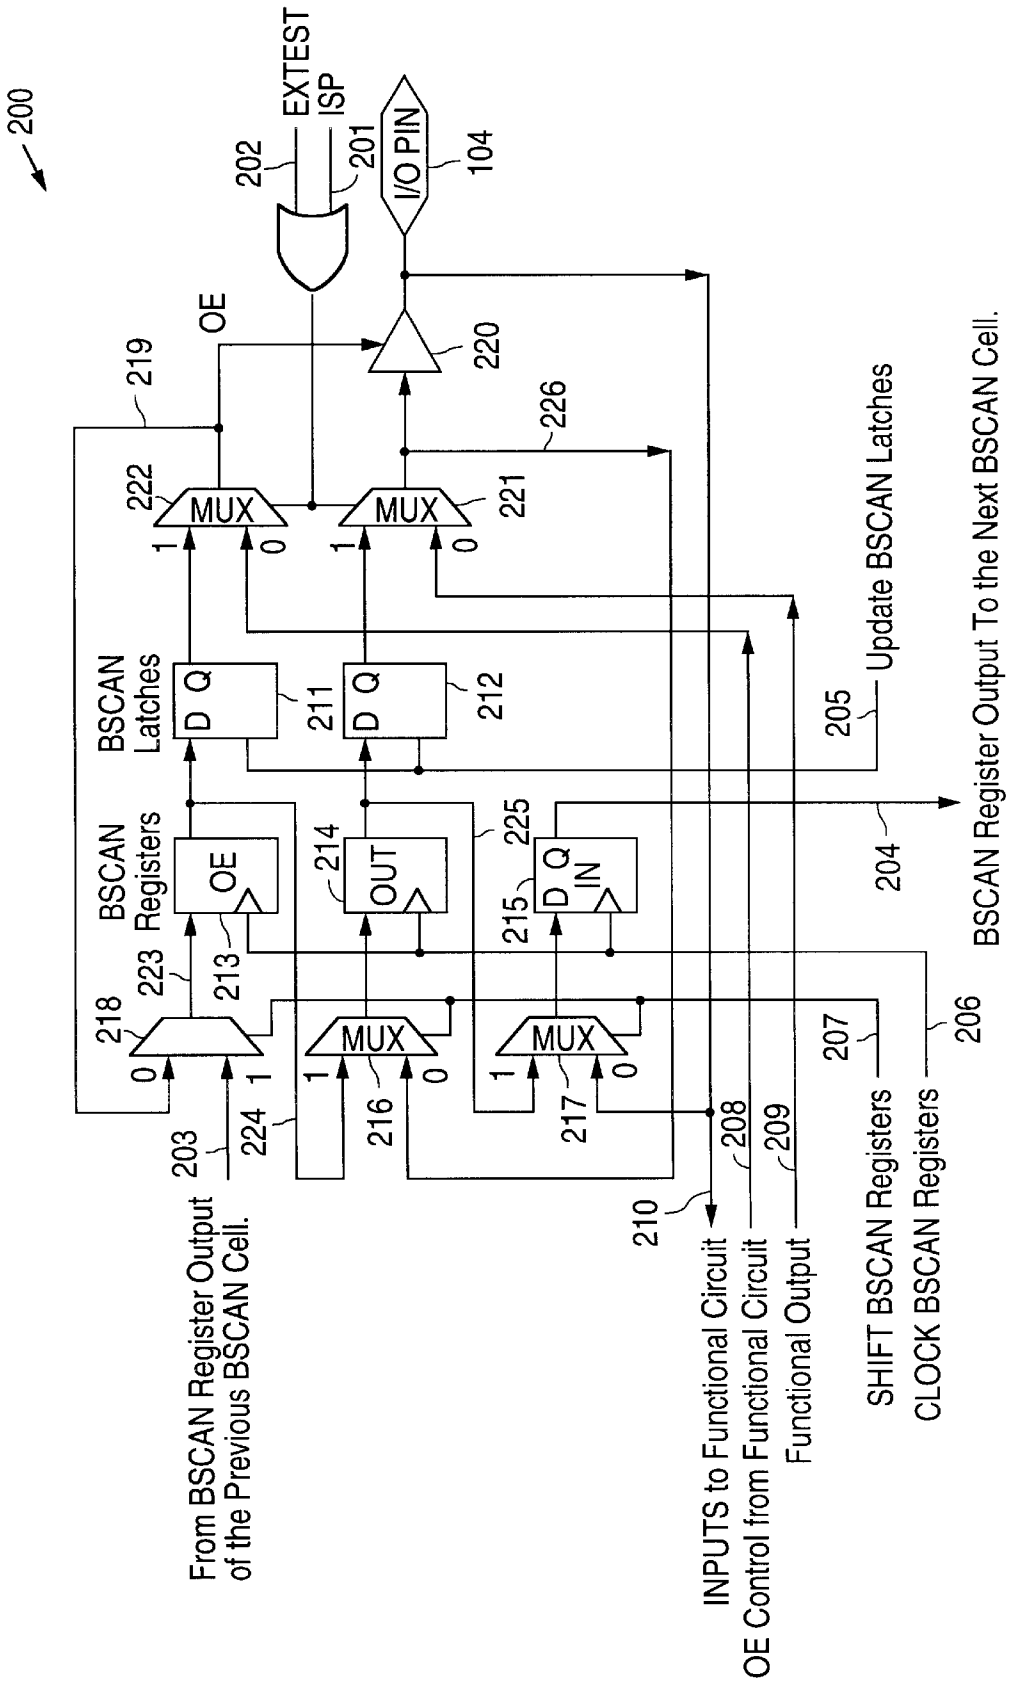 200
EXTEST
ISP
202
201
I/O PIN
104
OE
219
220
226
222
MUX
1
0
MUX
221
1
0
BSCAN
Latches
D Q
211
D Q
212
Update BSCAN Latches
205
BSCAN
Registers
OE
213
214
OUT
225
215
D Q
IN
204
BSCAN Register Output To the Next BSCAN Cell.
223
218
0
1
MUX
1
0
216
MUX
1
0
217
207
206
203
224
From BSCAN Register Output
of the Previous BSCAN Cell.
210
208
209
INPUTS to Functional Circuit
OE Control from Functional Circuit
Functional Output
SHIFT BSCAN Registers
CLOCK BSCAN Registers